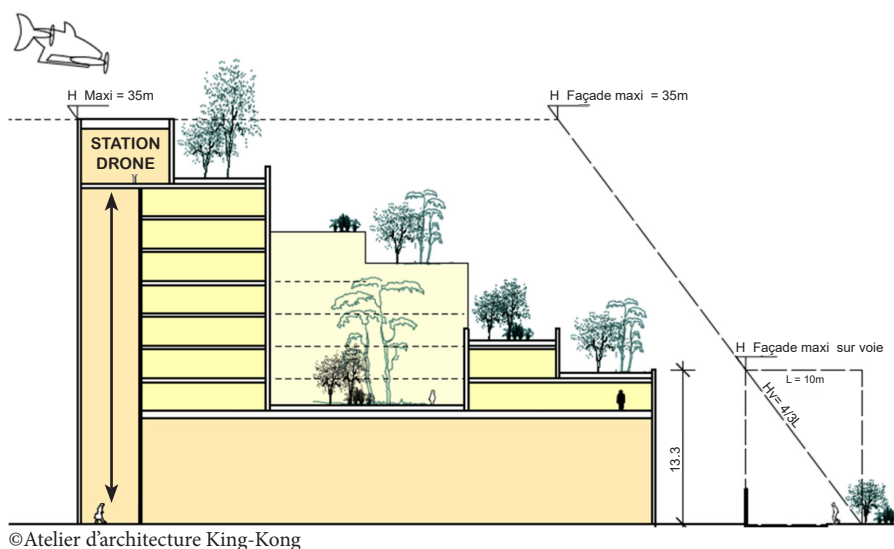 H Maxi = 35m
H Façade maxi = 35m
STATION
DRONE
H Façade maxi sur voie
L = 10m
Hv= 4/3L
13.3
©Atelier d'architecture King-Kong